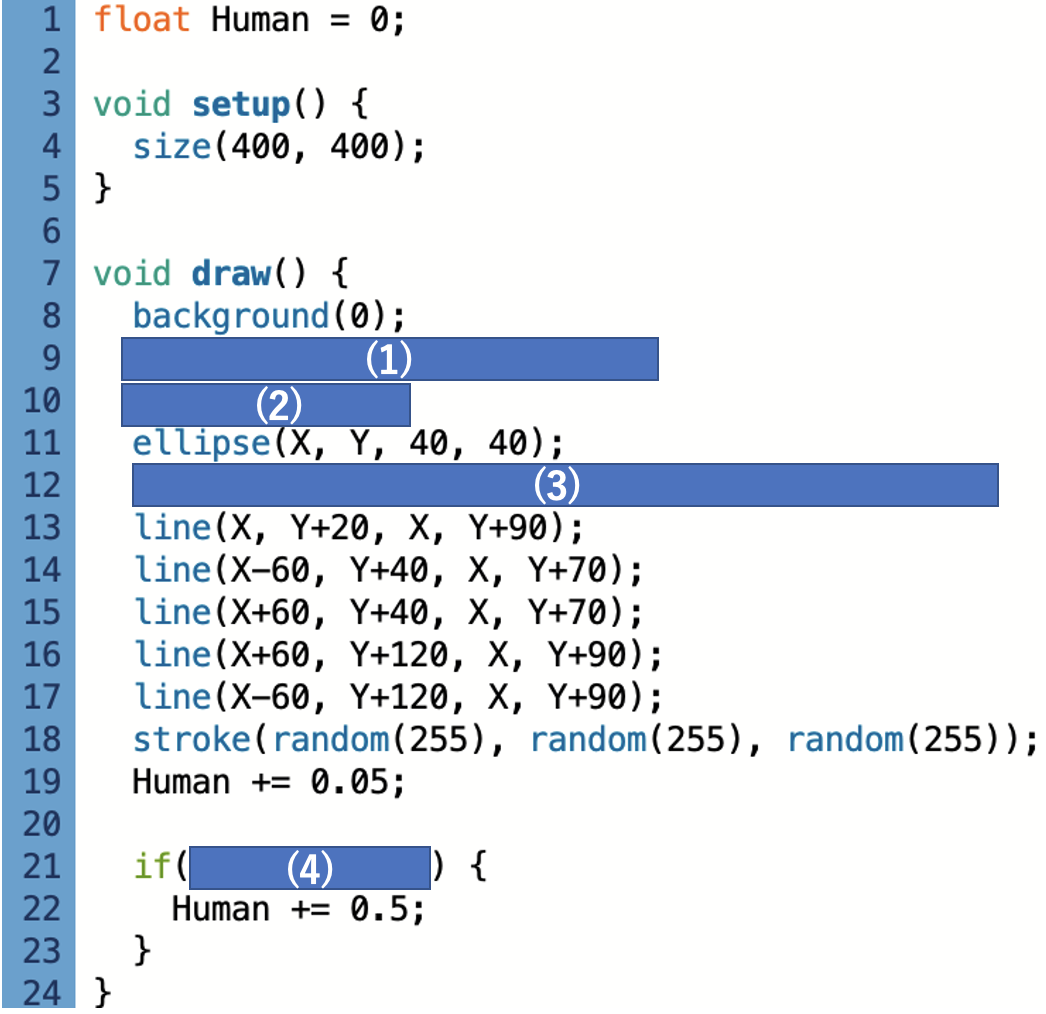 1 float Human = 0;
2
3 void setup() {
4 size(400, 400);
5 }
6
7 void draw() {
8 background(0);
9 (1)
10 (2)
11 ellipse(X, Y, 40, 40);
12 (3)
13 line(X, Y+20, X, Y+90);
14 line(X-60, Y+40, X, Y+70);
15 line(X+60, Y+40, X, Y+70);
16 line(X+60, Y+120, X, Y+90);
17 line(X-60, Y+120, X, Y+90);
18 stroke(random(255), random(255), random(255));
19 Human += 0.05;
20
21 if( (4) ) {
22 Human += 0.5;
23 }
24 }